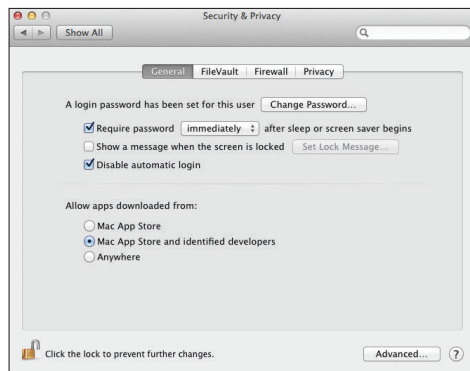 Security & Privacy
Show All
General FileVault Firewall Privacy
A login password has been set for this user Change Password...
Require password immediately after sleep or screen saver begins
Show a message when the screen is locked Set Lock Message...
Disable automatic login
Allow apps downloaded from:
Mac App Store
Mac App Store and identified developers
Anywhere
Click the lock to prevent further changes. Advanced... ?